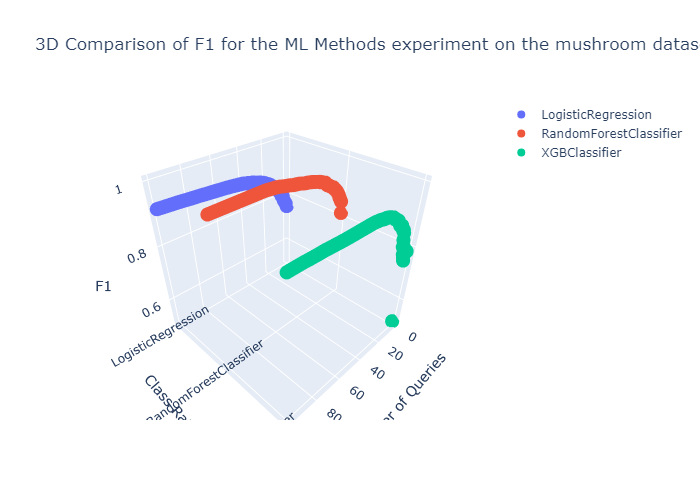 3D Comparison of F1 for the ML Methods experiment on the mushroom datas
LogisticRegression
RandomForestClassifier
XGBClassifier
1
0.8
0.6
F1
LogisticRegression
RandomForestClassifier
0
20
40
60
80
of Queries